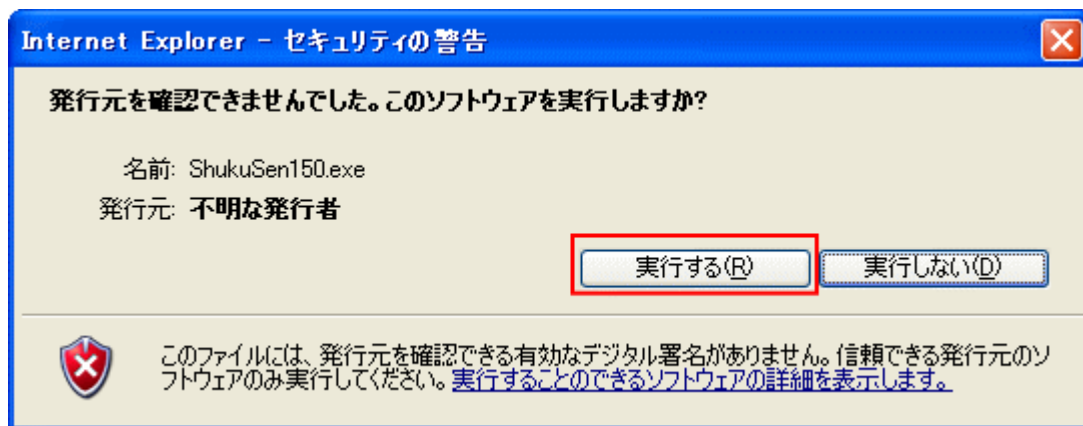 Internet Explorer - セキュリティの警告
発行元を確認できませんでした。このソフトウェアを実行しますか?
名前: ShukuSen150.exe
発行元: 不明な発行者
実行する(R) 実行しない(D)
このファイルには、発行元を確認できる有効なデジタル署名がありません。信頼できる発行元のソ
フトウェアのみ実行してください。実行することのできるソフトウェアの詳細を表示します。